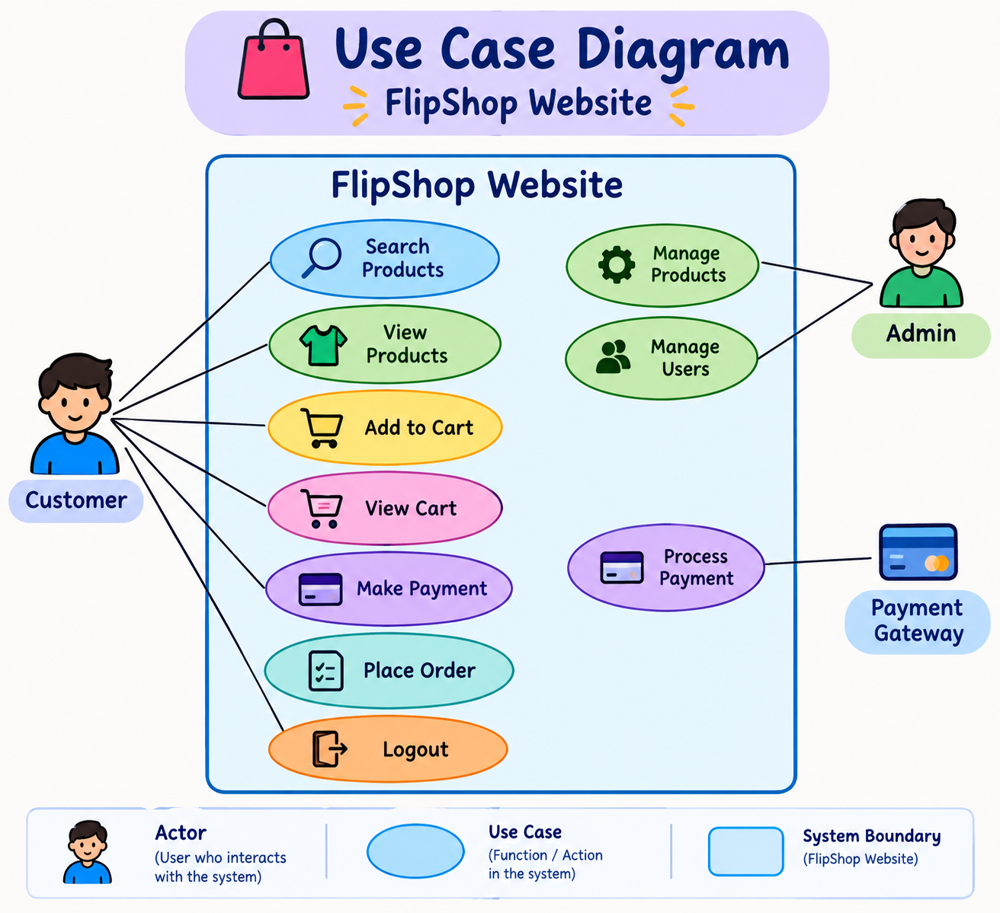 Use Case Diagram
FlipShop Website
FlipShop Website
Search
Products
View
Products
Add to Cart
View Cart
Make Payment
Place Order
Logout
Manage
Products
Manage
Users
Process
Payment
Customer
Admin
Payment
Gateway
Actor
(User who interacts
with the system)
Use Case
(Function / Action
in the system)
System Boundary
(FlipShop Website)